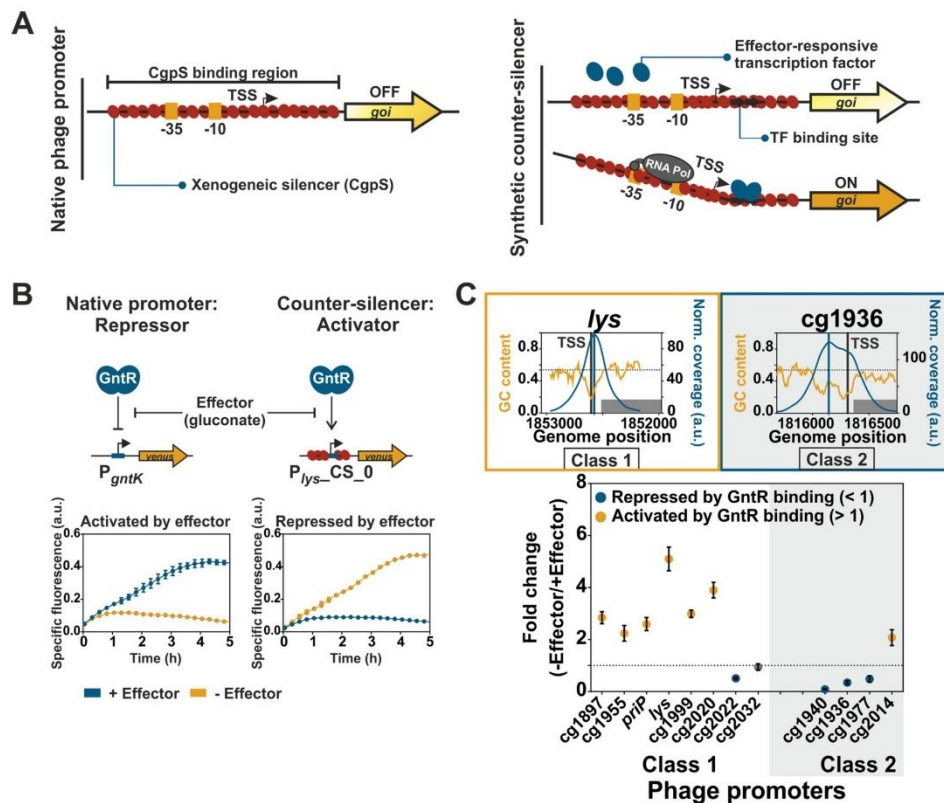 A
Native phage promoter
CgpS binding region
TSS
OFF
goi
-35
-10
Xenogeneic silencer (CgpS)
Synthetic counter-silencer
Effector-responsive
transcription factor
TSS
OFF
goi
-35
-10
TF binding site
RNA Pol
TSS
ON
goi
-35
-10
B
Native promoter:
Repressor
Counter-silencer:
Activator
GntR
GntR
Effector
(gluconate)
venus
venus
PgntK
Plys_CS_0
Activated by effector
Repressed by effector
Specific fluorescence (a.u.)
0.6
0.4
0.2
0.0
0 1 2 3 4 5
Time (h)
Specific fluorescence (a.u.)
0.6
0.4
0.2
0.0
0 1 2 3 4 5
Time (h)
+ Effector
- Effector
C
lys
GC content
0.8
0.4
0.0
TSS
80
60
40
20
0
Norm. coverage (a.u.)
1853000
1852000
Genome position
Class 1
cg1936
GC content
0.8
0.4
0.0
TSS
100
0
Norm. coverage (a.u.)
1816000
1816500
Genome position
Class 2
Fold change
(-Effector/+Effector)
8
6
4
2
0
Repressed by GntR binding (< 1)
Activated by GntR binding (> 1)
cg1897
cg1955
priP
lys
cg1999
cg2020
cg2022
cg2032
cg1940
cg1936
cg1977
cg2014
Class 1
Class 2
Phage promoters